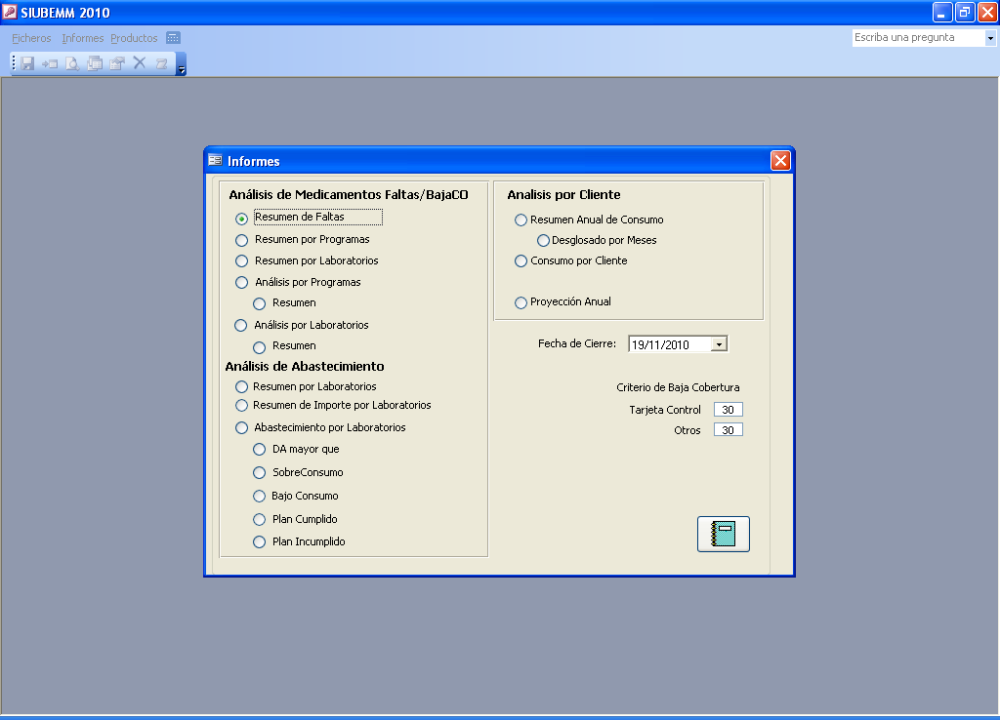 SIUBEMM 2010
Ficheros Informes Productos
Escriba una pregunta
Informes
Análisis de Medicamentos Faltas/BajaCO
Resumen de Faltas
Resumen por Programas
Resumen por Laboratorios
Análisis por Programas
Resumen
Análisis por Laboratorios
Resumen
Análisis de Abastecimiento
Resumen por Laboratorios
Resumen de Importe por Laboratorios
Abastecimiento por Laboratorios
DA mayor que
SobreConsumo
Bajo Consumo
Plan Cumplido
Plan Incumplido
Analisis por Cliente
Resumen Anual de Consumo
Desglosado por Meses
Consumo por Cliente
Proyección Anual
Fecha de Cierre: 19/11/2010
Criterio de Baja Cobertura
Tarjeta Control 30
Otros 30